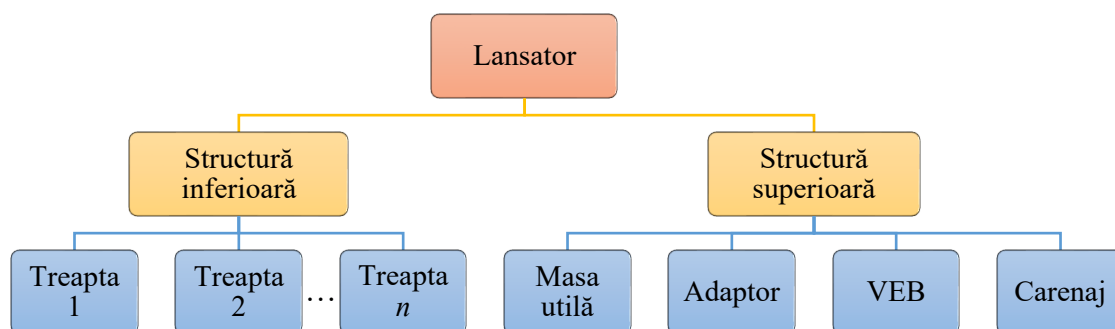 Lansator
Structură
inferioară
Structură
superioară
Treapta
1
Treapta
2
...
Treapta
n
Masa
utilă
Adaptor
VEB
Carenaj